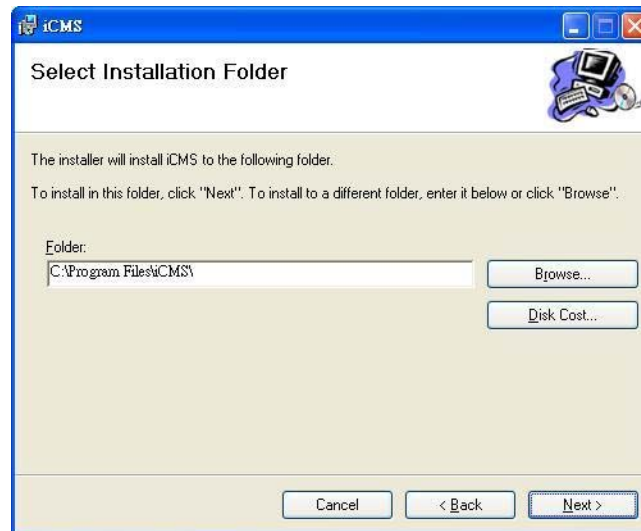 iCMS
Select Installation Folder
The installer will install iCMS to the following folder.
To install in this folder, click "Next". To install to a different folder, enter it below or click "Browse".
Folder:
C:\Program Files\iCMS\
Browse...
Disk Cost...
Cancel
< Back
Next >